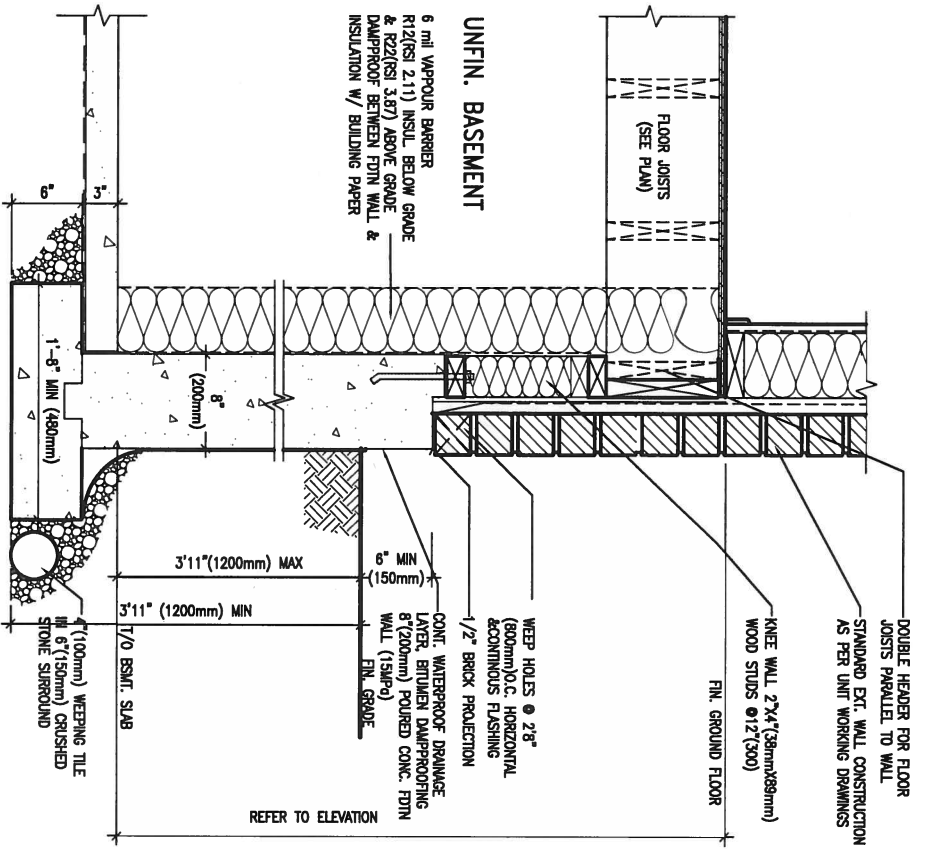 UNFIN. BASEMENT
6 mil VAPPOUR BARRIER
R12(RSI 2.11) INSUL. BELOW GRADE
& R22(RSI 3.87) ABOVE GRADE
DAMPPROOF BETWEEN FDTN WALL &
INSULATION W/ BUILDING PAPER
FLOOR JOISTS
(SEE PLAN)
6"
3"
1'-8" MIN (480mm)
8"
(200mm)
3'11"(1200mm) MAX
6" MIN
(150mm)
3'11" (1200mm) MIN
DOUBLE HEADER FOR FLOOR
JOISTS PARALLEL TO WALL
STANDARD EXT. WALL CONSTRUCTION
AS PER UNIT WORKING DRAWINGS
KNEE WALL 2"X4"(38mmX89mm)
WOOD STUDS @12"(300)
FIN. GROUND FLOOR
WEEP HOLES @ 2'8"
(800mm)O.C. HORIZONTAL
&CONTINOUS FLASHING
1/2" BRICK PROJECTION
CONT. WATERPROOF DRAINAGE
LAYER, BITUMEN DAMPPROOFING
8"(200mm) POURED CONC. FDTN
WALL (15MPa)
FIN. GRADE
T/O BSMT. SLAB
4"(100mm) WEEPING TILE
IN 6"(150mm) CRUSHED
STONE SURROUND
REFER TO ELEVATION